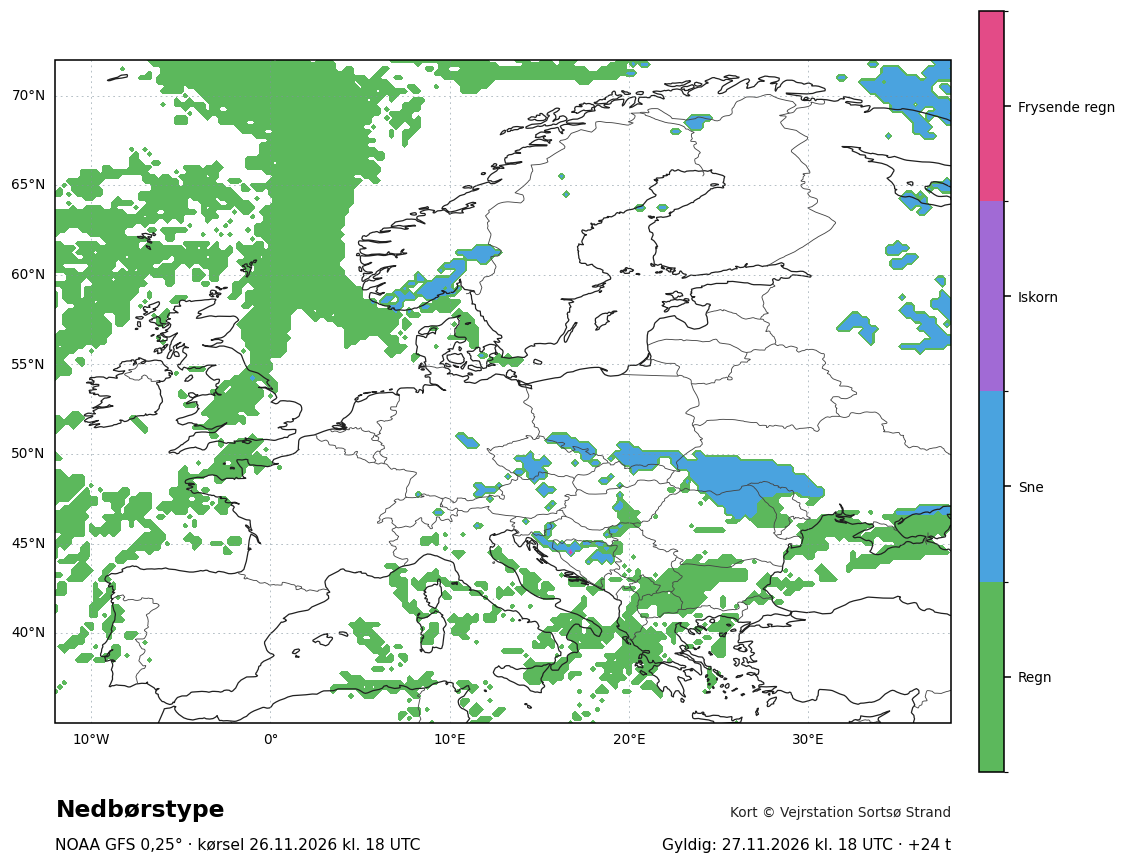 Frysende regn
Iskorn
Sne
Regn
70°N
65°N
60°N
55°N
50°N
45°N
40°N
10°W
0°
10°E
20°E
30°E
Nedbørstype
Kort © Vejrstation Sortsø Strand
NOAA GFS 0,25° · kørsel 26.11.2026 kl. 18 UTC
Gyldig: 27.11.2026 kl. 18 UTC · +24 t